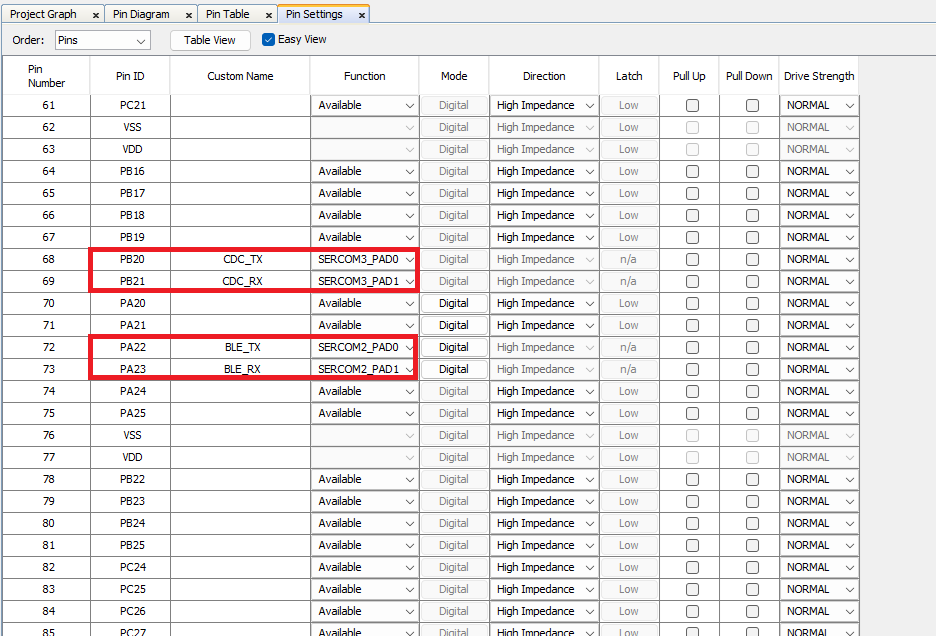 Project Graph x Pin Diagram x Pin Table x Pin Settings x
Order: Pins Table View Easy View
Pin Number Pin ID Custom Name Function Mode Direction Latch Pull Up Pull Down Drive Strength
61 PC21 Available Digital High Impedance Low NORMAL
62 VSS Digital High Impedance Low NORMAL
63 VDD Digital High Impedance Low NORMAL
64 PB16 Available Digital High Impedance Low NORMAL
65 PB17 Available Digital High Impedance Low NORMAL
66 PB18 Available Digital High Impedance Low NORMAL
67 PB19 Available Digital High Impedance Low NORMAL
68 PB20 CDC_TX SERCOM3_PAD0 Digital High Impedance n/a NORMAL
69 PB21 CDC_RX SERCOM3_PAD1 Digital High Impedance n/a NORMAL
70 PA20 Available Digital High Impedance Low NORMAL
71 PA21 Available Digital High Impedance Low NORMAL
72 PA22 BLE_TX SERCOM2_PAD0 Digital High Impedance n/a NORMAL
73 PA23 BLE_RX SERCOM2_PAD1 Digital High Impedance n/a NORMAL
74 PA24 Available Digital High Impedance Low NORMAL
75 PA25 Available Digital High Impedance Low NORMAL
76 VSS Digital High Impedance Low NORMAL
77 VDD Digital High Impedance Low NORMAL
78 PB22 Available Digital High Impedance Low NORMAL
79 PB23 Available Digital High Impedance Low NORMAL
80 PB24 Available Digital High Impedance Low NORMAL
81 PB25 Available Digital High Impedance Low NORMAL
82 PC24 Available Digital High Impedance Low NORMAL
83 PC25 Available Digital High Impedance Low NORMAL
84 PC26 Available Digital High Impedance Low NORMAL
85 PC27 Available Digital High Impedance Low NORMAL